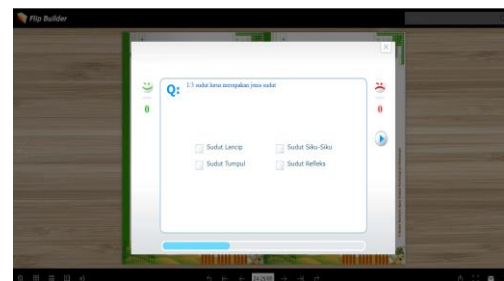 Flip Builder
Q: 1/3 sudut lurus merupakan jenis sudut
0
0
Sudut Lancip
Sudut Siku-Siku
Sudut Tumpul
Sudut Refleks